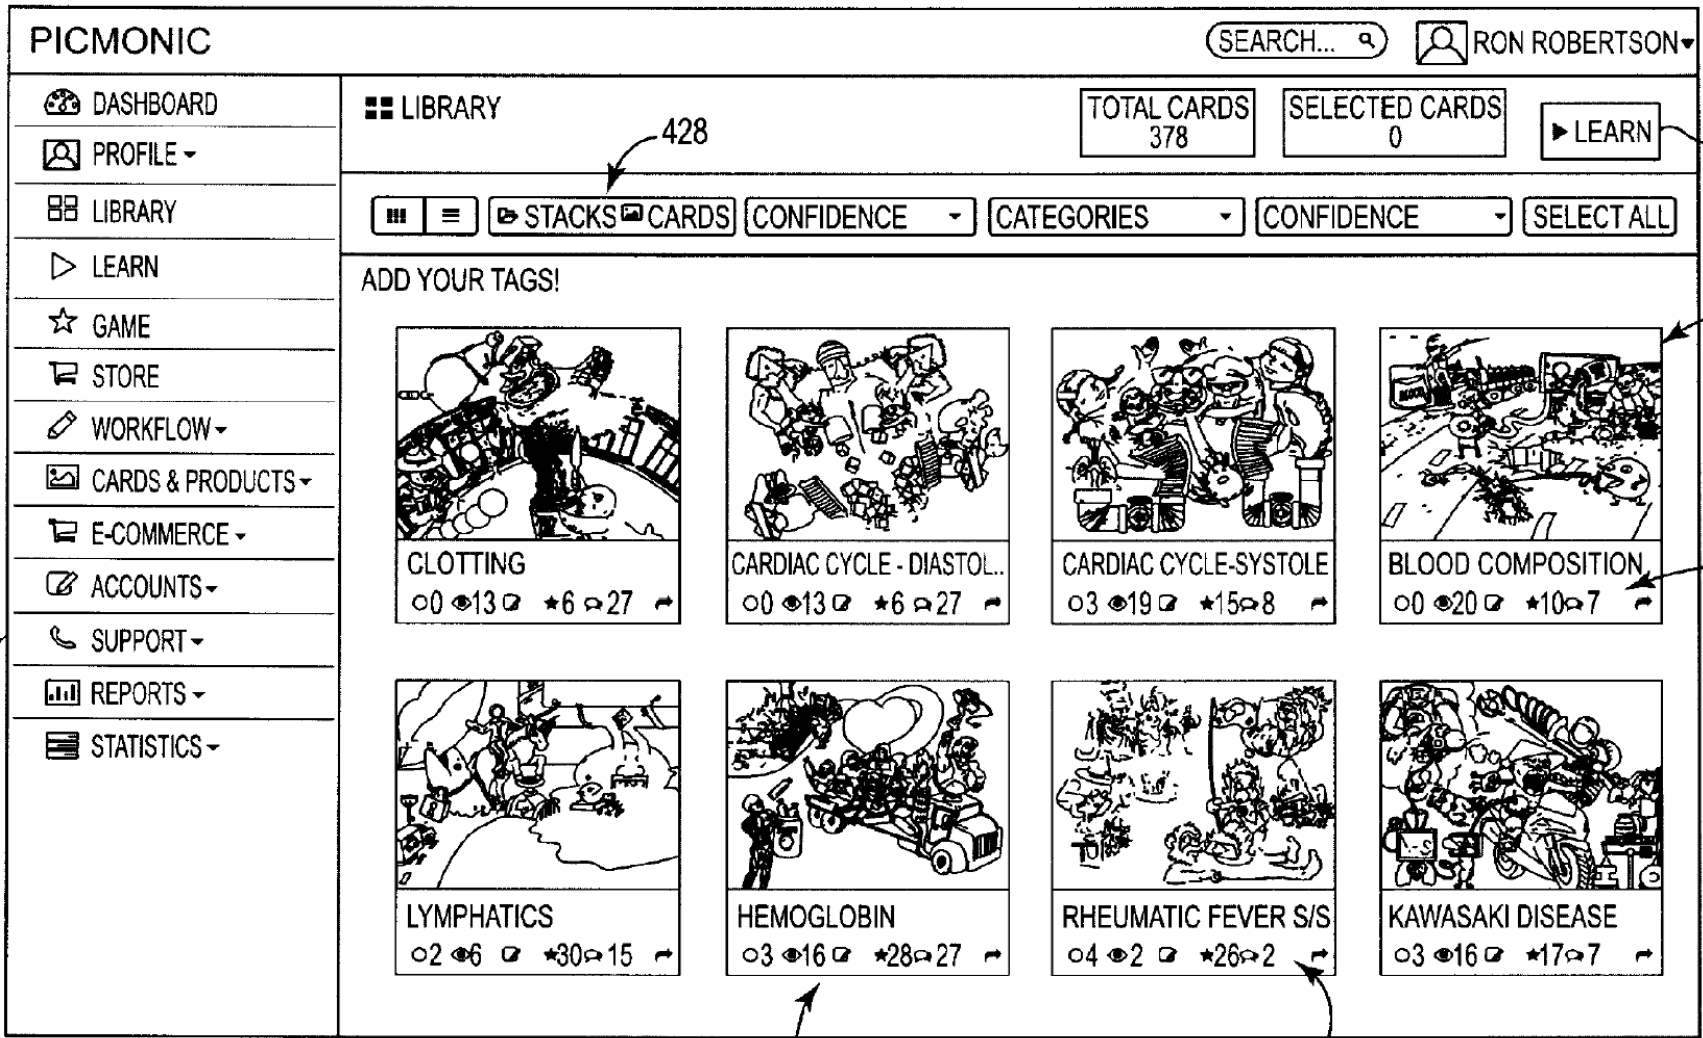 PICMONIC
SEARCH...
RON ROBERTSON
DASHBOARD
PROFILE
LIBRARY
LEARN
GAME
STORE
WORKFLOW
CARDS & PRODUCTS
E-COMMERCE
ACCOUNTS
SUPPORT
REPORTS
STATISTICS
LIBRARY
428
TOTAL CARDS
378
SELECTED CARDS
0
LEARN
STACKS CARDS
CONFIDENCE
CATEGORIES
CONFIDENCE
SELECT ALL
ADD YOUR TAGS!
CLOTTING
0 13 6 27
CARDIAC CYCLE - DIASTOL..
0 13 6 27
CARDIAC CYCLE-SYSTOLE
3 19 15 8
BLOOD COMPOSITION
0 20 10 7
LYMPHATICS
2 6 30 15
HEMOGLOBIN
3 16 28 27
RHEUMATIC FEVER S/S
4 2 26 2
KAWASAKI DISEASE
3 16 17 7